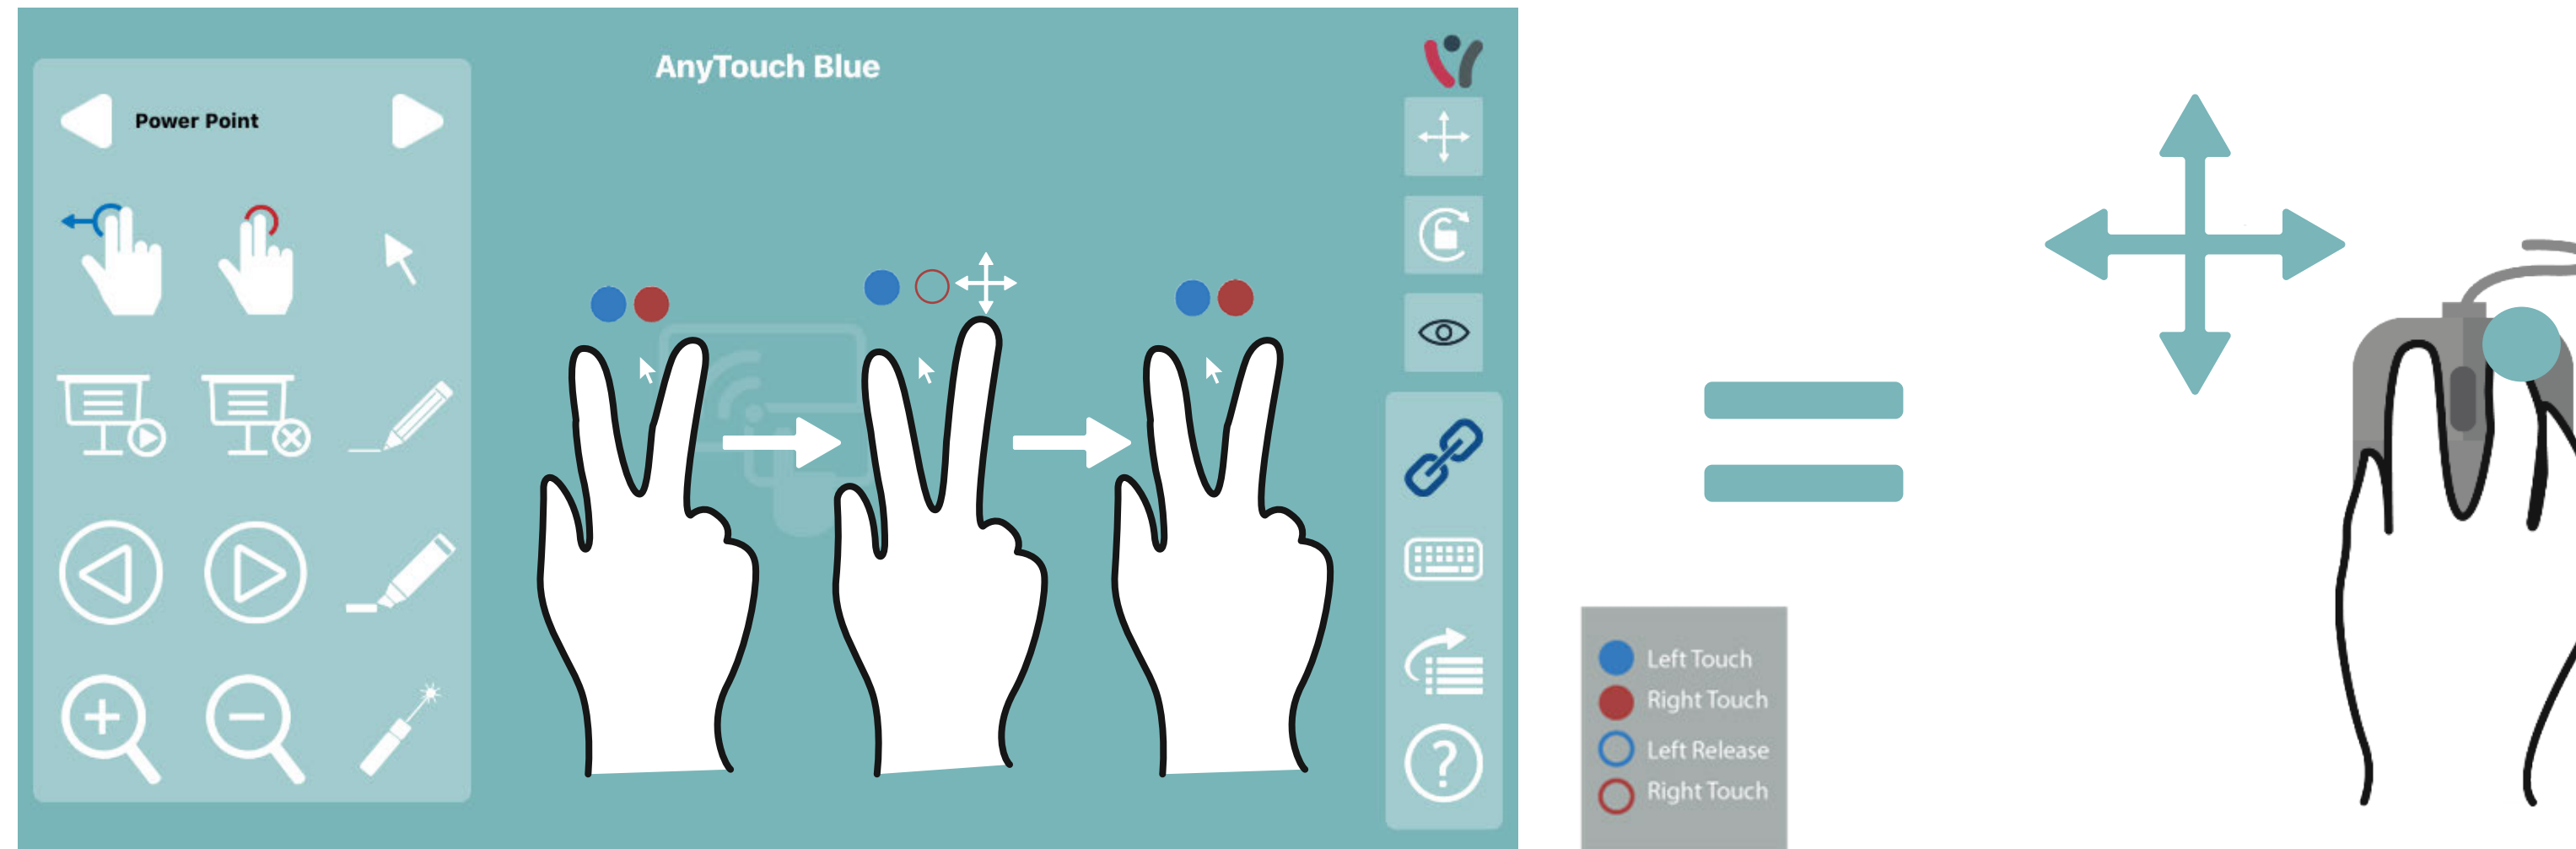 AnyTouch Blue
Power Point
Left Touch
Right Touch
Left Release
Right Touch